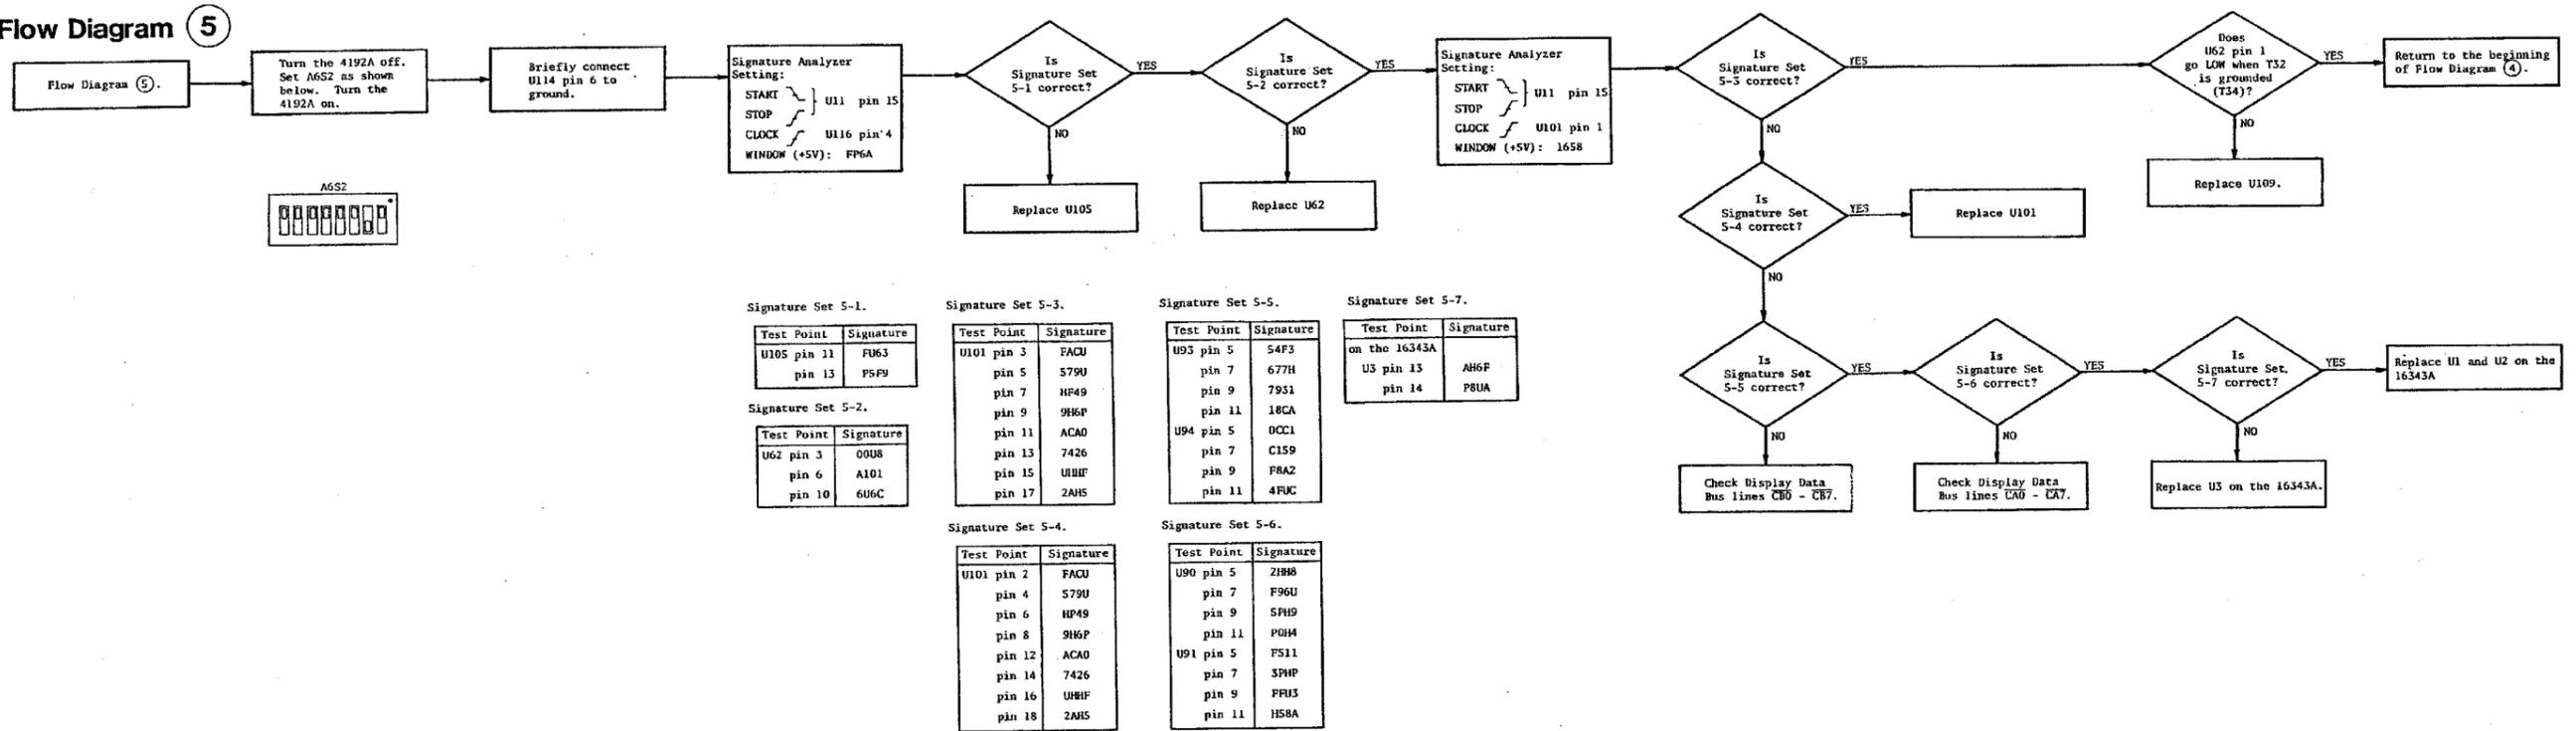 Flow Diagram 5
Flow Diagram 5.
Turn the 4192A off.
Set A6S2 as shown
below. Turn the
4192A on.
Briefly connect
U114 pin 6 to
ground.
Signature Analyzer
Setting:
START
STOP
U11 pin 15
CLOCK U116 pin 4
WINDOW (+5V): FP6A
Is
Signature Set
5-1 correct?
YES
NO
Replace U105
Is
Signature Set
5-2 correct?
YES
NO
Replace U62
Signature Analyzer
Setting:
START
STOP
U11 pin 15
CLOCK U101 pin 1
WINDOW (+5V): 1658
Is
Signature Set
5-3 correct?
YES
NO
Does
U62 pin 1
go LOW when T32
is grounded
(T34)?
YES
NO
Return to the beginning
of Flow Diagram 4.
Replace U109.
Is
Signature Set
5-4 correct?
YES
NO
Replace U101
A6S2
Is
Signature Set
5-5 correct?
YES
NO
Check Display Data
Bus lines CB0 - CB7.
Is
Signature Set
5-6 correct?
YES
NO
Check Display Data
Bus lines CA0 - CA7.
Is
Signature Set.
5-7 correct?
YES
NO
Replace U3 on the 16343A.
Replace U1 and U2 on the
16343A
Signature Set 5-1.
Test Point Signature
U105 pin 11 FU63
pin 13 P5F9
Signature Set 5-2.
Test Point Signature
U62 pin 3 00U8
pin 6 A101
pin 10 6U6C
Signature Set 5-3.
Test Point Signature
U101 pin 3 FACU
pin 5 579U
pin 7 HF49
pin 9 9H6P
pin 11 ACA0
pin 13 7426
pin 15 UHHF
pin 17 2AH5
Signature Set 5-4.
Test Point Signature
U101 pin 2 FACU
pin 4 579U
pin 6 HP49
pin 8 9H6P
pin 12 ACA0
pin 14 7426
pin 16 UHHF
pin 18 2AH5
Signature Set 5-5.
Test Point Signature
U93 pin 5 54F3
pin 7 677H
pin 9 7931
pin 11 18CA
U94 pin 5 0CC1
pin 7 C159
pin 9 F8A2
pin 11 4FUC
Signature Set 5-6.
Test Point Signature
U90 pin 5 2HH8
pin 7 F96U
pin 9 5PH9
pin 11 P0H4
U91 pin 5 F511
pin 7 3PHP
pin 9 PFU3
pin 11 H58A
Signature Set 5-7.
Test Point Signature
on the 16343A
U3 pin 13 AH6F
pin 14 P8UA